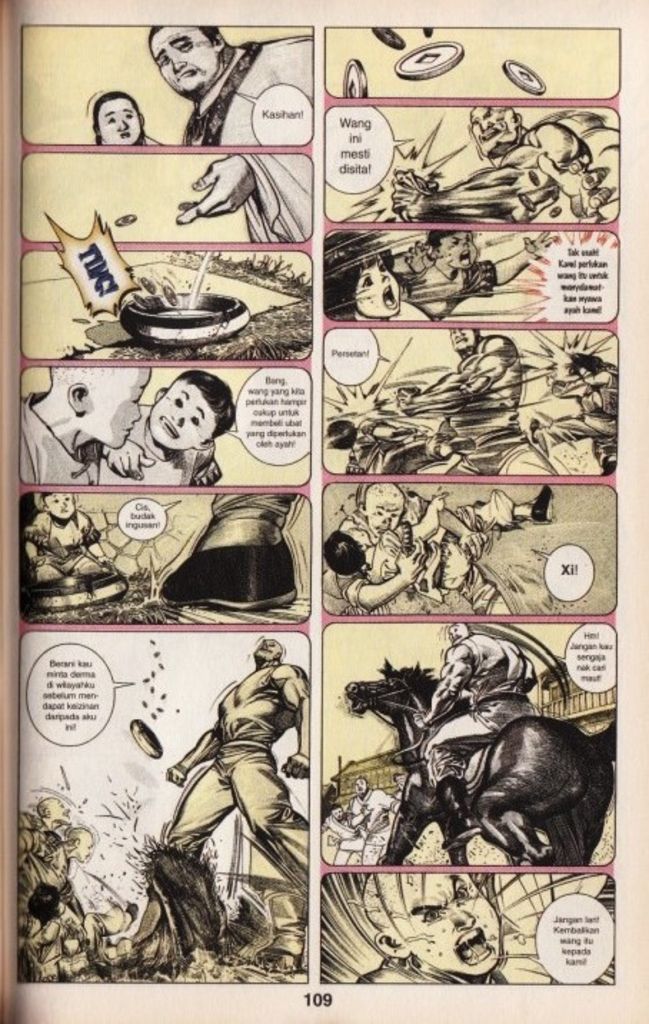 Kasihan!
TING
Bang,
wang yang kita
perlukan hampir
cukup untuk
membeli ubat
yang diperlukan
oleh ayah!
Cis,
budak
ingusan!
Berani kau
minta derma
di wilayahku
sebelum men-
dapat keizinan
daripada aku
ini!
Wang
ini
mesti
disita!
Tak usah!
Kami perlukan
wang itu untuk
menyelamat-
kan nyawa
ayah kami!
Persetan!
Xi!
Hm!
Jangan kau
sengaja
nak cari
maut!
Jangan lari!
Kembalikan
wang itu
kepada
kami!
109